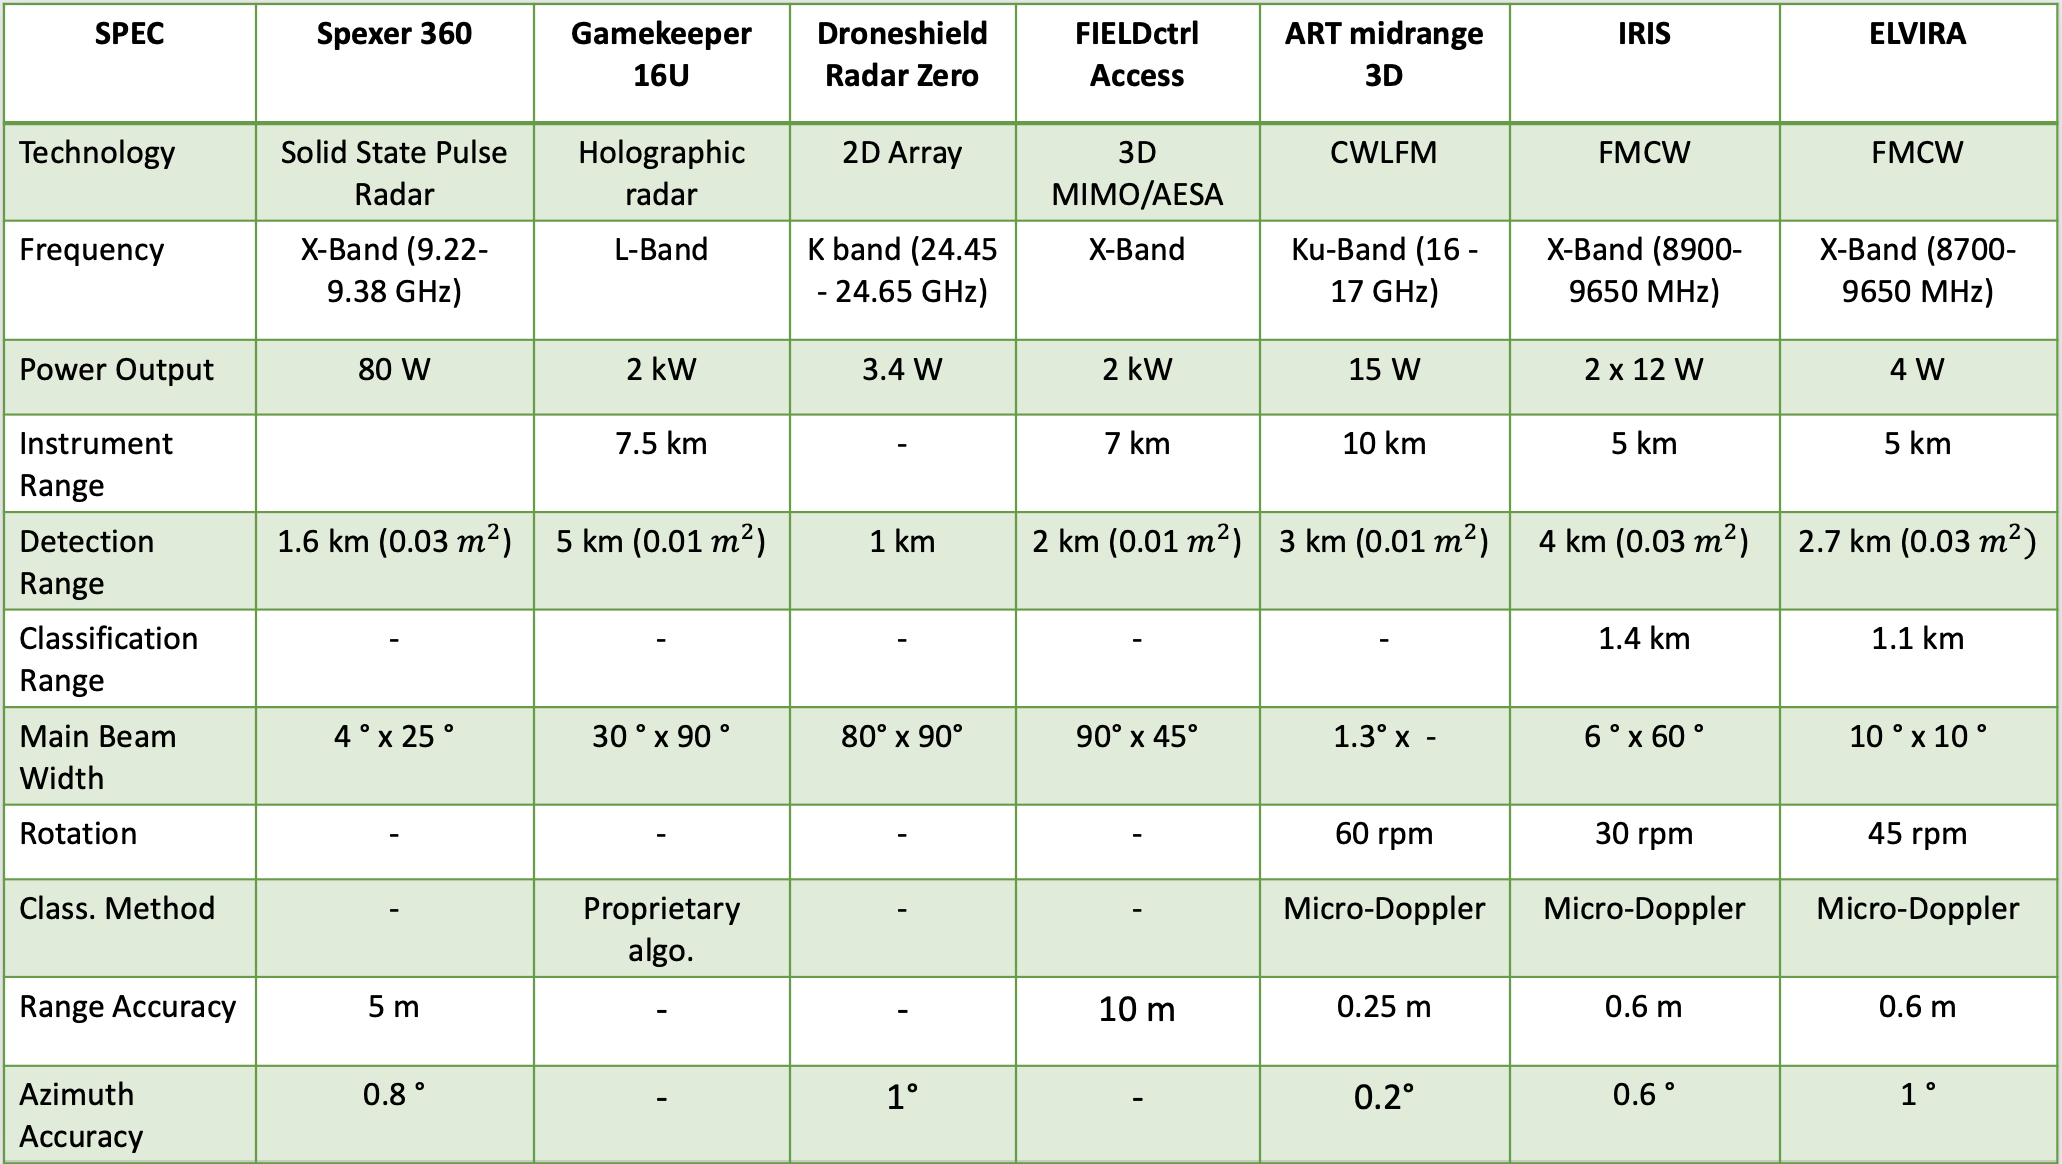 SPEC
Spexer 360
Gamekeeper
16U
Droneshield
Radar Zero
FIELDctrl
Access
ART midrange
3D
IRIS
ELVIRA
Technology
Solid State Pulse
Radar
Holographic
radar
2D Array
3D
MIMO/AESA
CWLFM
FMCW
FMCW
Frequency
X-Band (9.22-
9.38 GHz)
L-Band
K band (24.45
- 24.65 GHz)
X-Band
Ku-Band (16 -
17 GHz)
X-Band (8900-
9650 MHz)
X-Band (8700-
9650 MHz)
Power Output
80 W
2 kW
3.4 W
2 kW
15 W
2 x 12 W
4 W
Instrument
Range
7.5 km
-
7 km
10 km
5 km
5 km
Detection
Range
1.6 km (0.03 m²)
5 km (0.01 m²)
1 km
2 km (0.01 m²)
3 km (0.01 m²)
4 km (0.03 m²)
2.7 km (0.03 m²)
Classification
Range
-
-
-
-
-
1.4 km
1.1 km
Main Beam
Width
4 ° x 25 °
30 ° x 90 °
80° x 90°
90° x 45°
1.3° x -
6 ° x 60 °
10 ° x 10 °
Rotation
-
-
-
-
60 rpm
30 rpm
45 rpm
Class. Method
-
Proprietary
algo.
-
-
Micro-Doppler
Micro-Doppler
Micro-Doppler
Range Accuracy
5 m
-
-
10 m
0.25 m
0.6 m
0.6 m
Azimuth
Accuracy
0.8 °
-
1°
-
0.2°
0.6 °
1 °